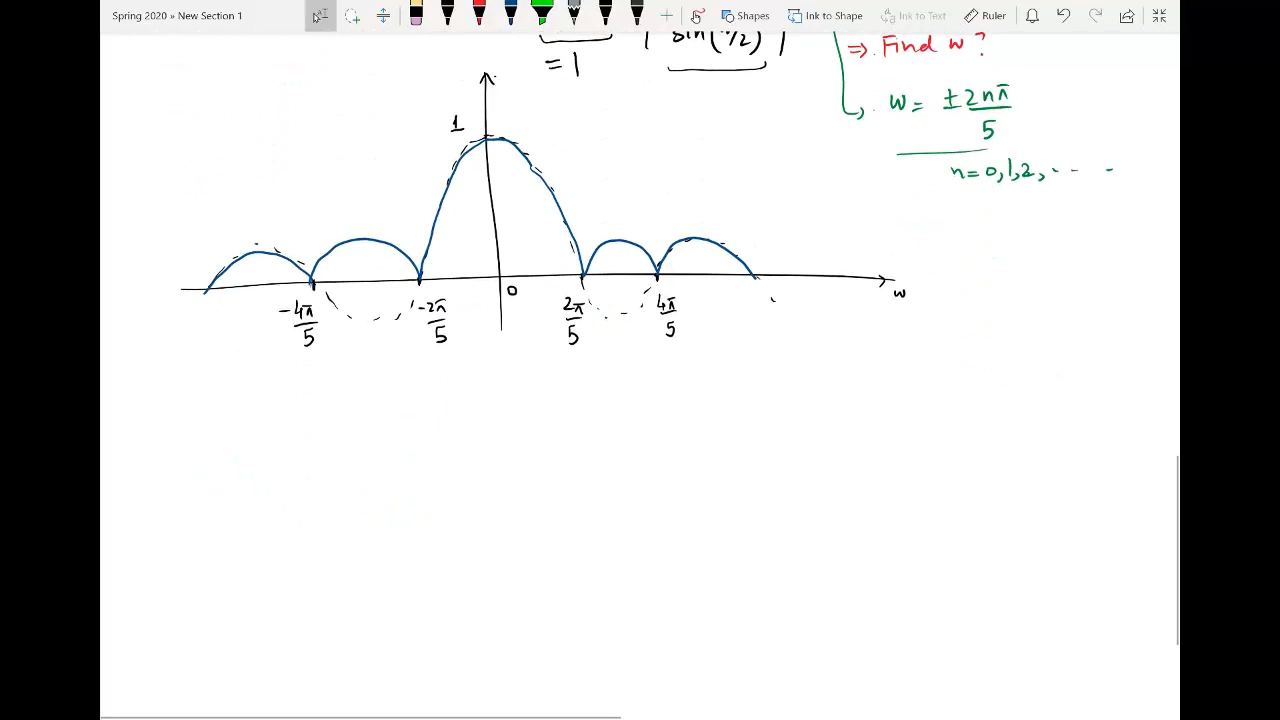 Spring 2020 » New Section 1
Shapes
Ink to Shape
Ink to Text
Ruler
sin(w/2)
= 1
⇒ Find w?
w = ±2nπ
5
n=0,1,2,... -
1
0
w
-4π
5
-2π
5
2π
5
4π
5